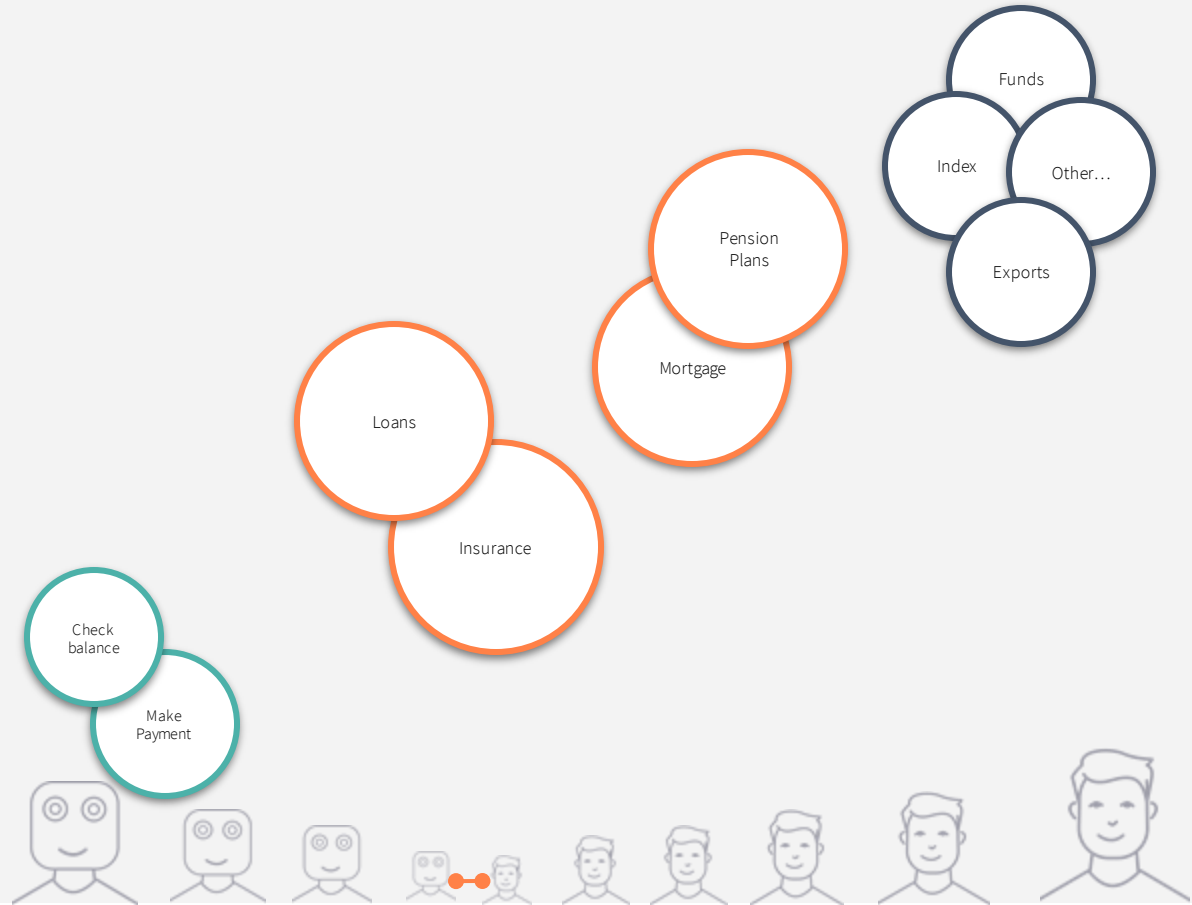 Funds
Index
Other...
Exports
Pension
Plans
Mortgage
Loans
Insurance
Check
balance
Make
Payment